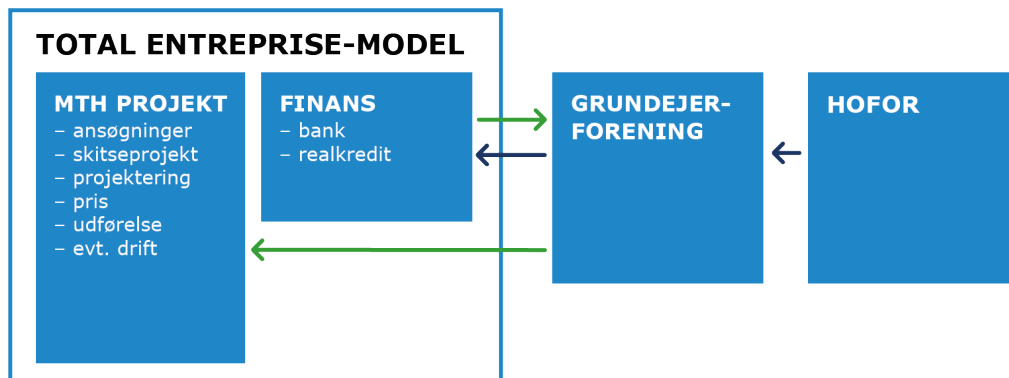 TOTAL ENTREPRISE-MODEL
MTH PROJEKT
– ansøgninger
– skitseprojekt
– projektering
– pris
– udførelse
– evt. drift
FINANS
– bank
– realkredit
GRUNDEJER-
FORENING
HOFOR